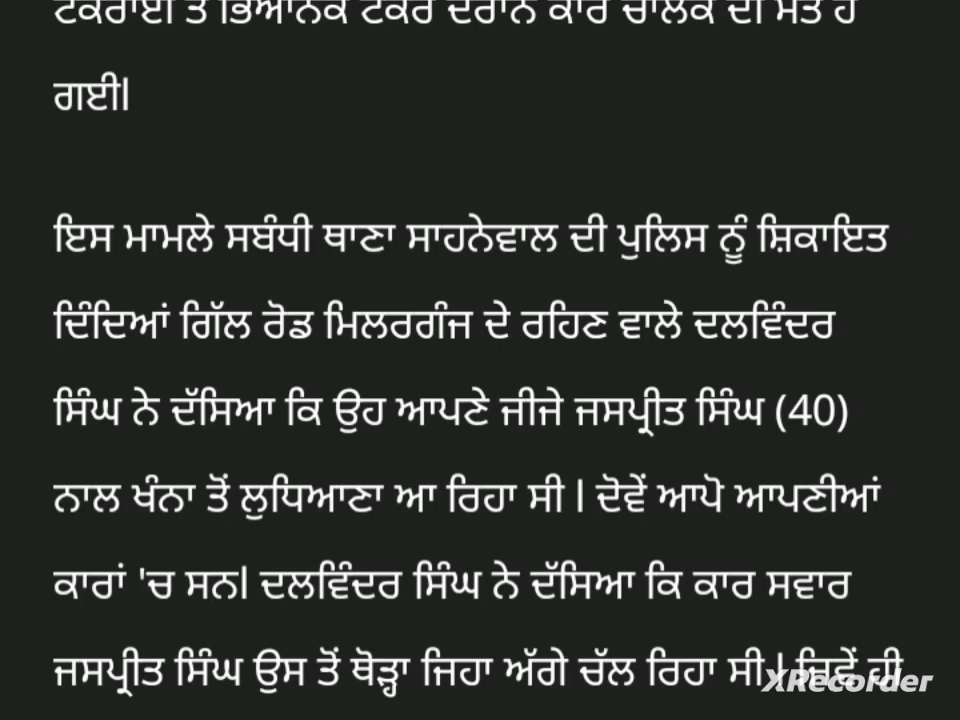 ਟਕਰਾਈ ਤੇ ਭਿਆਨਕ ਟੱਕਰ ਦੌਰਾਨ ਕਾਰ ਚਾਲਕ ਦੀ ਮੌਤ ਹੋ
ਗਈ।
ਇਸ ਮਾਮਲੇ ਸਬੰਧੀ ਥਾਣਾ ਸਾਹਨੇਵਾਲ ਦੀ ਪੁਲਿਸ ਨੂੰ ਸ਼ਿਕਾਇਤ
ਦਿੰਦਿਆਂ ਗਿੱਲ ਰੋਡ ਮਿਲਰਗੰਜ ਦੇ ਰਹਿਣ ਵਾਲੇ ਦਲਵਿੰਦਰ
ਸਿੰਘ ਨੇ ਦੱਸਿਆ ਕਿ ਉਹ ਆਪਣੇ ਜੀਜੇ ਜਸਪ੍ਰੀਤ ਸਿੰਘ (40)
ਨਾਲ ਖੰਨਾ ਤੋਂ ਲੁਧਿਆਣਾ ਆ ਰਿਹਾ ਸੀ । ਦੋਵੇਂ ਆਪੋ ਆਪਣੀਆਂ
ਕਾਰਾਂ 'ਚ ਸਨ। ਦਲਵਿੰਦਰ ਸਿੰਘ ਨੇ ਦੱਸਿਆ ਕਿ ਕਾਰ ਸਵਾਰ
ਜਸਪ੍ਰੀਤ ਸਿੰਘ ਉਸ ਤੋਂ ਥੋੜ੍ਹਾ ਜਿਹਾ ਅੱਗੇ ਚੱਲ ਰਿਹਾ ਸੀ । ਜਿਵੇਂ ਹੀ
XRecorder